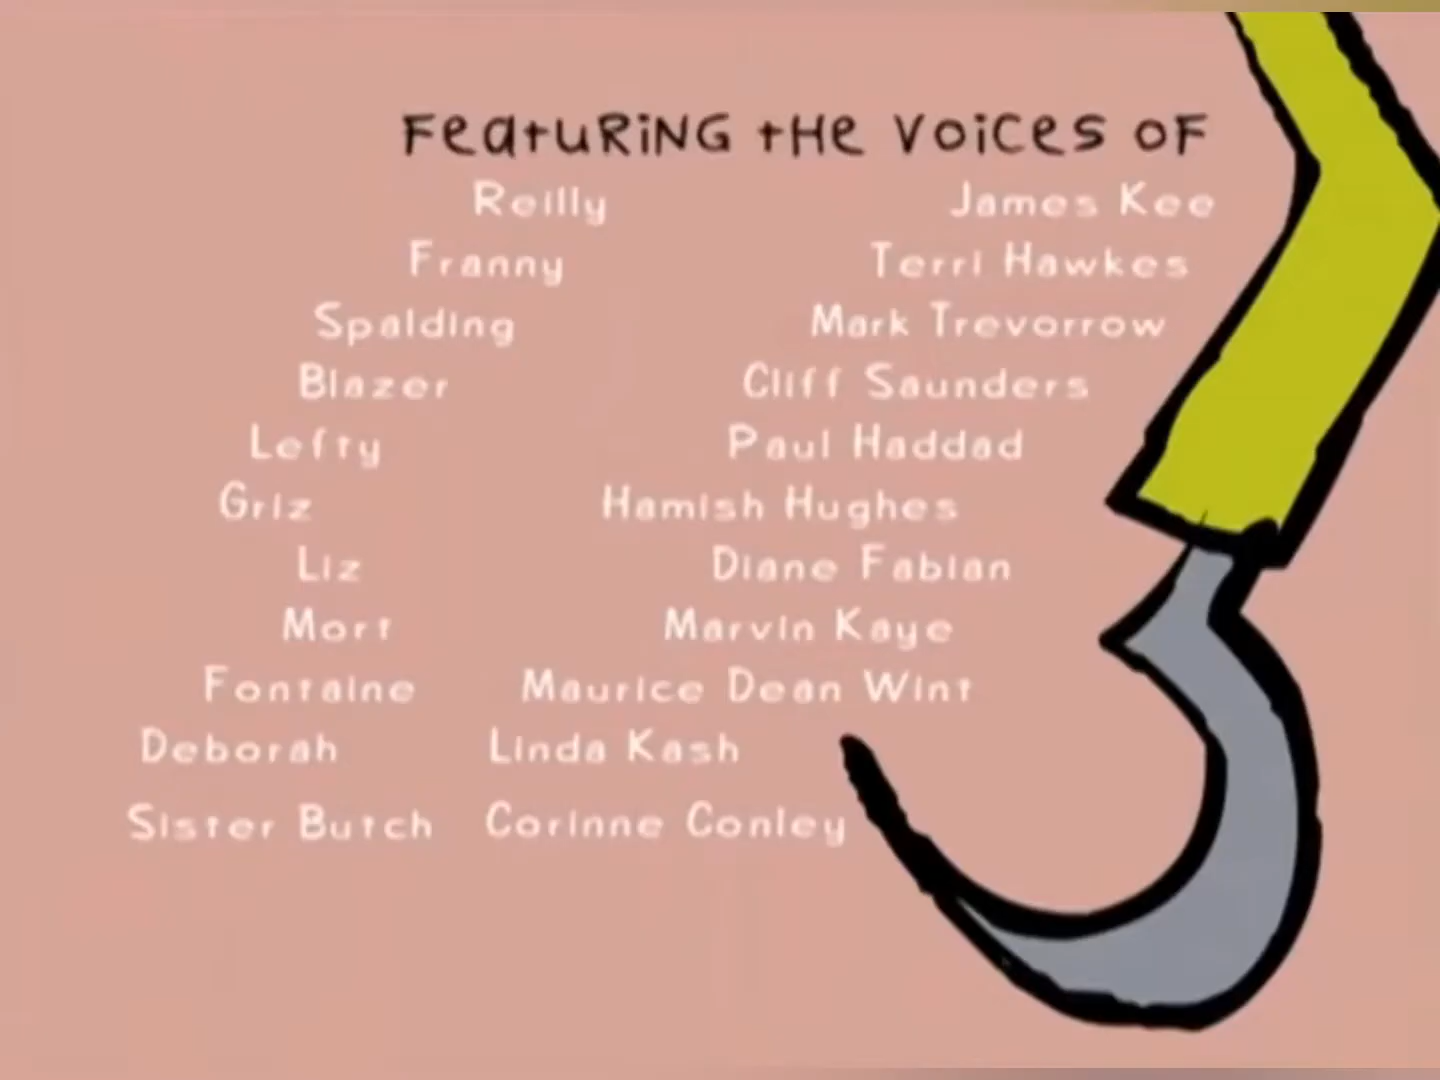 FeatuRiNG tHe VoiCes oF
Reilly James Kee
Franny Terri Hawkes
Spalding Mark Trevorrow
Blazer Cliff Saunders
Lefty Paul Haddad
Griz Hamish Hughes
Liz Diane Fabian
Mort Marvin Kaye
Fontaine Maurice Dean Wint
Deborah Linda Kash
Sister Butch Corinne Conley